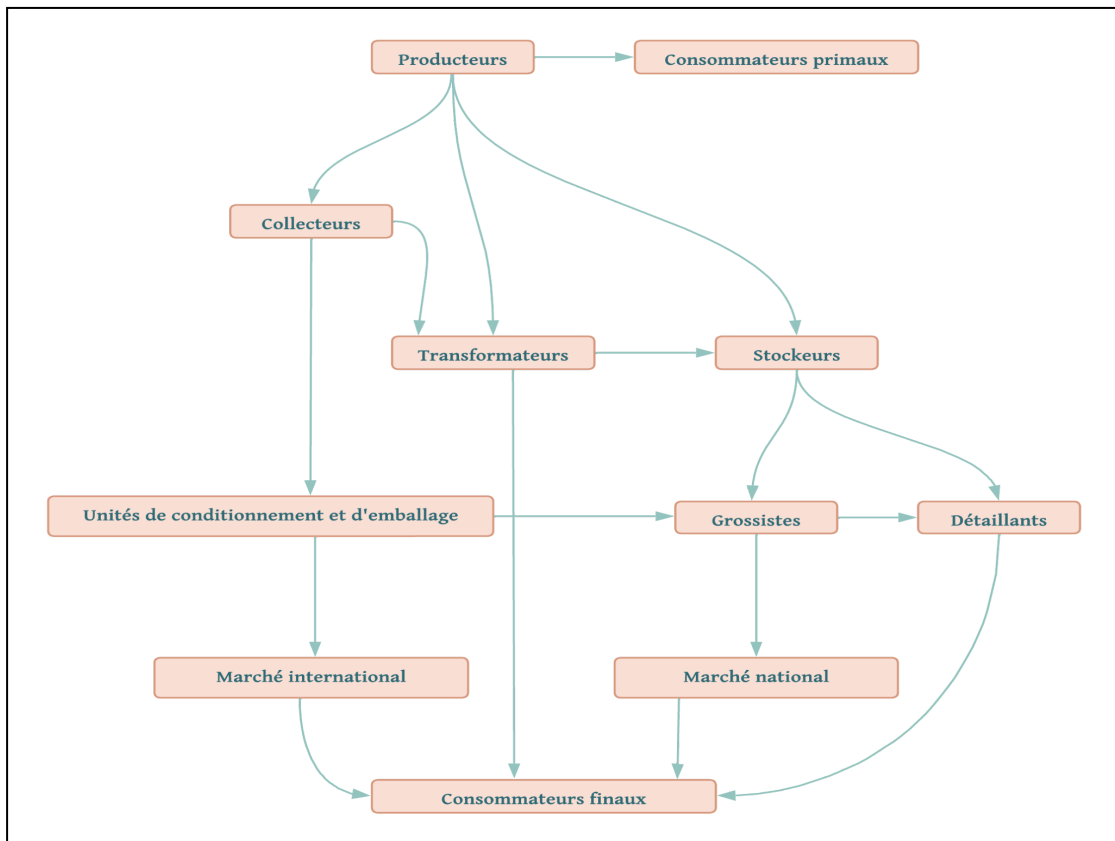 Producteurs
Consommateurs primaux
Collecteurs
Transformateurs
Stockeurs
Unités de conditionnement et d'emballage
Grossistes
Détaillants
Marché international
Marché national
Consommateurs finaux